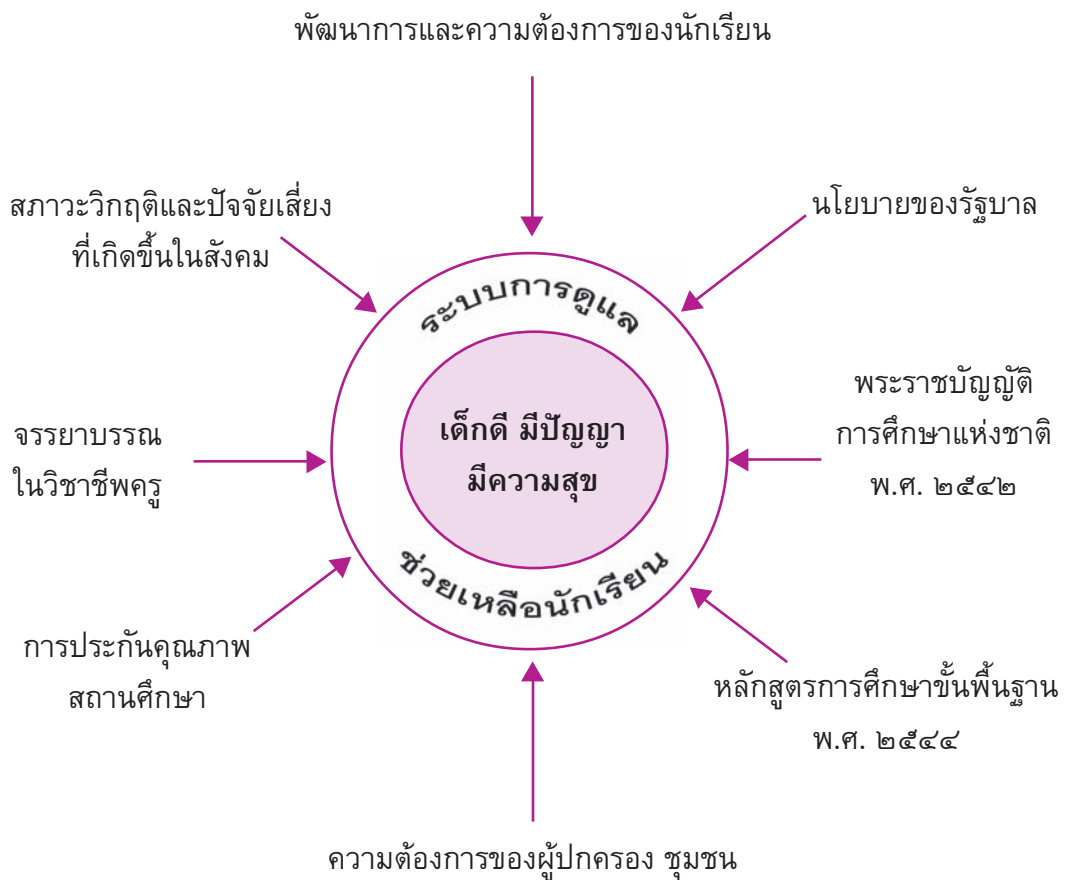 พัฒนาการและความต้องการของนักเรียน
สภาวะวิกฤติและปัจจัยเสี่ยง
ที่เกิดขึ้นในสังคม
นโยบายของรัฐบาล
ระบบการดูแล
เด็กดี มีปัญญา
มีความสุข
ช่วยเหลือนักเรียน
จรรยาบรรณ
ในวิชาชีพครู
พระราชบัญญัติ
การศึกษาแห่งชาติ
พ.ศ. ๒๕๔๒
การประกันคุณภาพ
สถานศึกษา
หลักสูตรการศึกษาขั้นพื้นฐาน
พ.ศ. ๒๕๔๔
ความต้องการของผู้ปกครอง ชุมชน